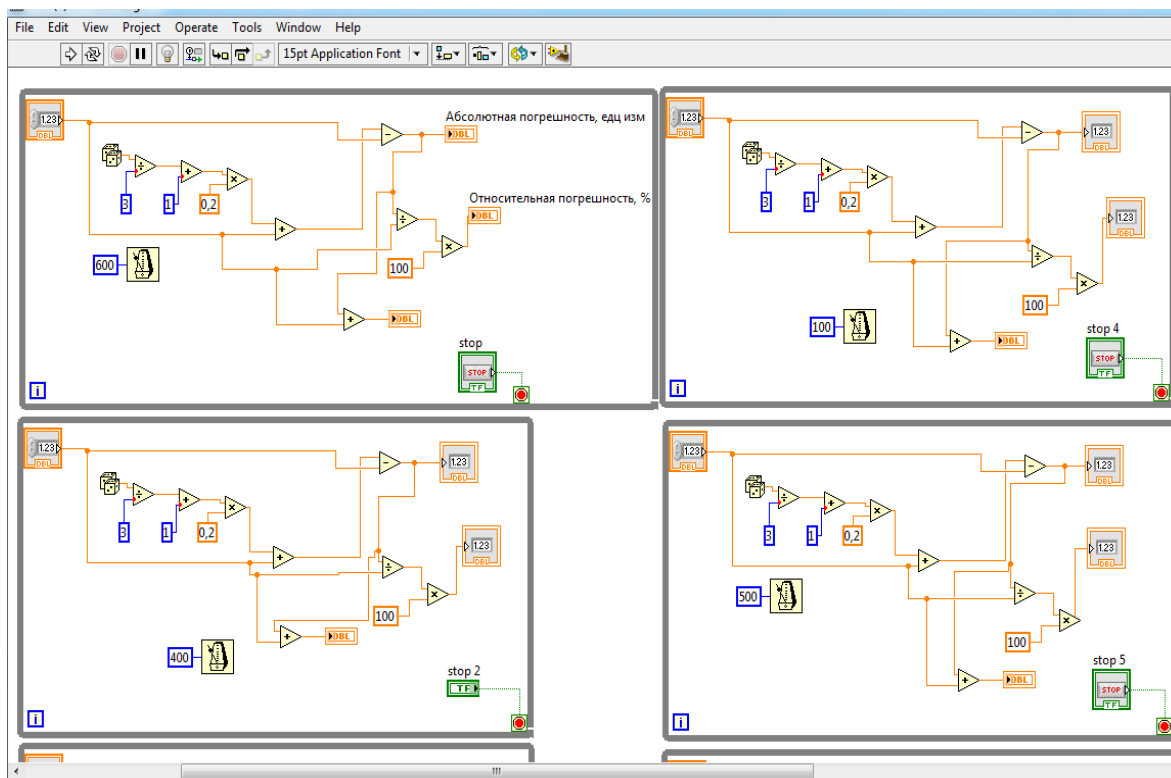 File Edit View Project Operate Tools Window Help
15pt Application Font
1.23
DBL
Абсолютная погрешность, едц изм
DBL
3
1
0,2
Относительная погрешность, %
DBL
600
100
DBL
stop
STOP
TF
i
1.23
DBL
1.23
DBL
3
1
0,2
1.23
DBL
100
100
DBL
stop 4
STOP
TF
i
1.23
DBL
1.23
DBL
3
1
0,2
1.23
DBL
100
DBL
400
stop 2
TF
i
1.23
DBL
1.23
DBL
3
1
0,2
1.23
DBL
500
100
DBL
stop 5
STOP
TF
i